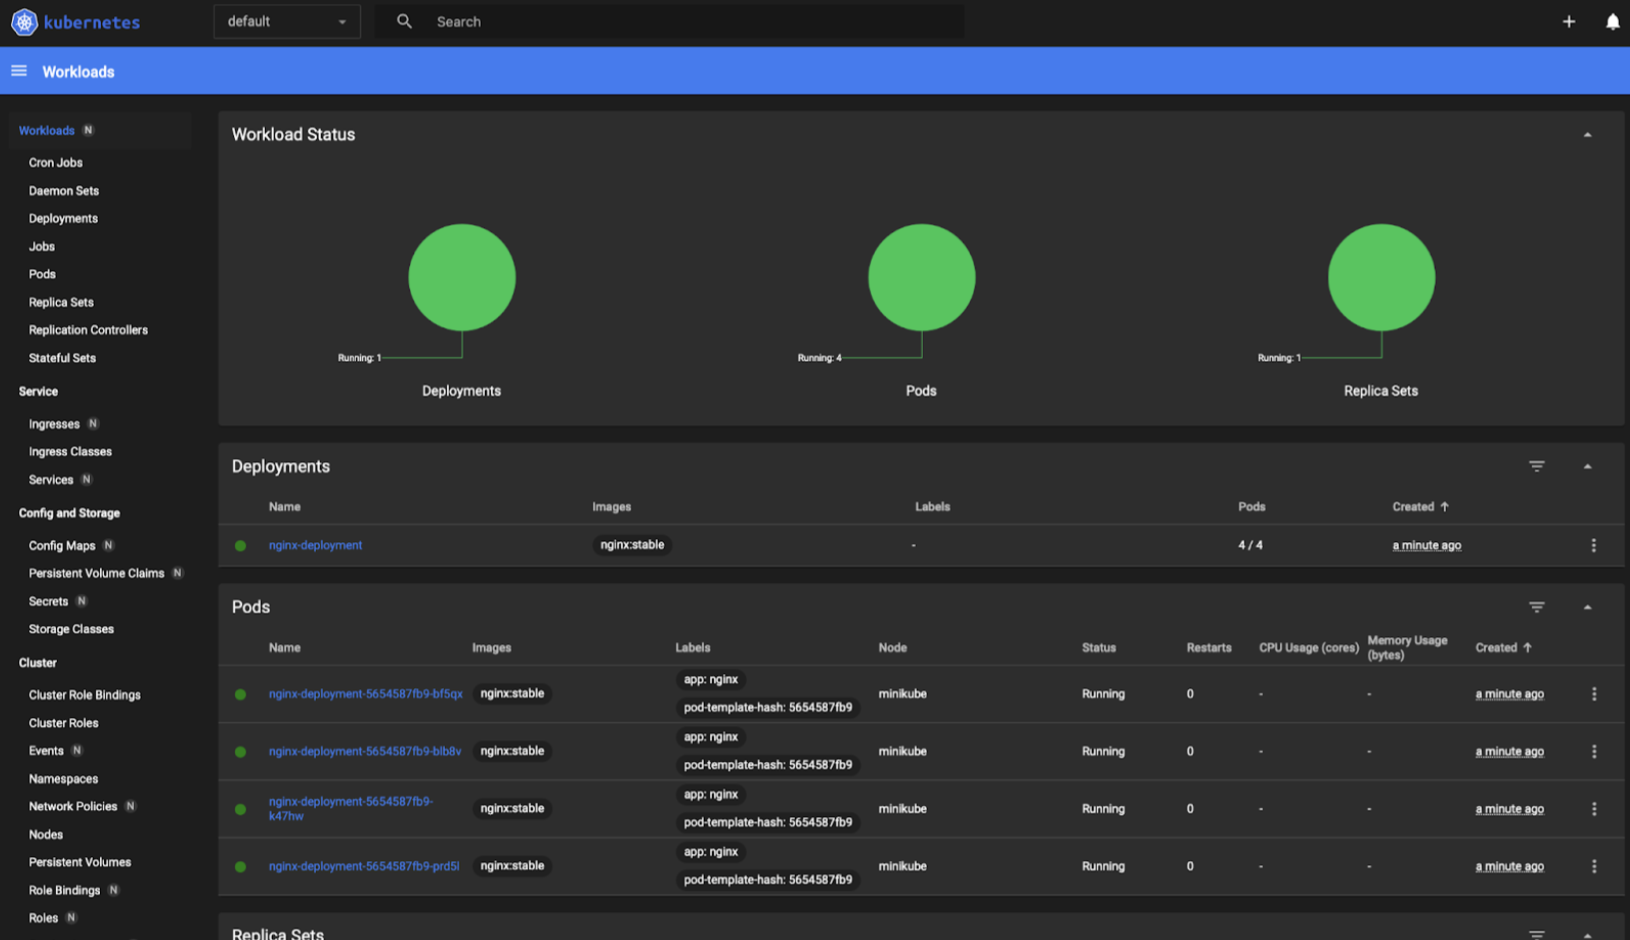 kubernetes
default
Search
Workloads
Workloads N
Cron Jobs
Daemon Sets
Deployments
Jobs
Pods
Replica Sets
Replication Controllers
Stateful Sets
Service
Ingresses N
Ingress Classes
Services N
Config and Storage
Config Maps N
Persistent Volume Claims N
Secrets N
Storage Classes
Cluster
Cluster Role Bindings
Cluster Roles
Events N
Namespaces
Network Policies N
Nodes
Persistent Volumes
Role Bindings N
Roles N
Workload Status
Running: 1
Deployments
Running: 4
Pods
Running: 1
Replica Sets
Deployments
Name Images Labels Pods Created
nginx-deployment nginx:stable - 4 / 4 a minute ago
Pods
Name Images Labels Node Status Restarts CPU Usage (cores) Memory Usage (bytes) Created
nginx-deployment-5654587fb9-bf5qx nginx:stable app: nginx
pod-template-hash: 5654587fb9 minikube Running 0 - - a minute ago
nginx-deployment-5654587fb9-blb8v nginx:stable app: nginx
pod-template-hash: 5654587fb9 minikube Running 0 - - a minute ago
nginx-deployment-5654587fb9-
k47hw nginx:stable app: nginx
pod-template-hash: 5654587fb9 minikube Running 0 - - a minute ago
nginx-deployment-5654587fb9-prd5l nginx:stable app: nginx
pod-template-hash: 5654587fb9 minikube Running 0 - - a minute ago
Replica Sets